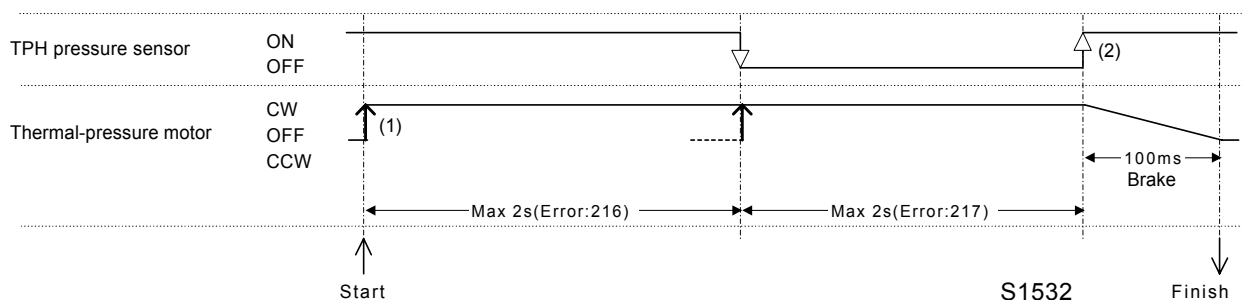 TPH pressure sensor
ON
OFF
(2)
Thermal-pressure motor
CW
OFF
CCW
(1)
100ms
Brake
Max 2s(Error:216)
Max 2s(Error:217)
Start
S1532
Finish